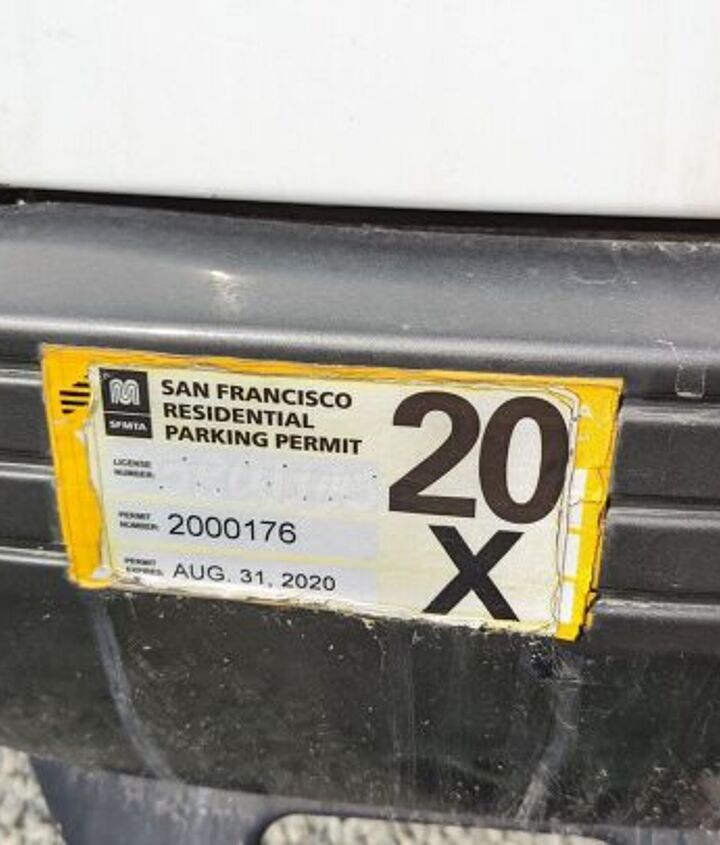 SFMTA
SAN FRANCISCO
RESIDENTIAL
PARKING PERMIT
20
LICENSE
NUMBER:
PERMIT
NUMBER: 2000176
X
PERMIT
EXPIRES: AUG. 31, 2020